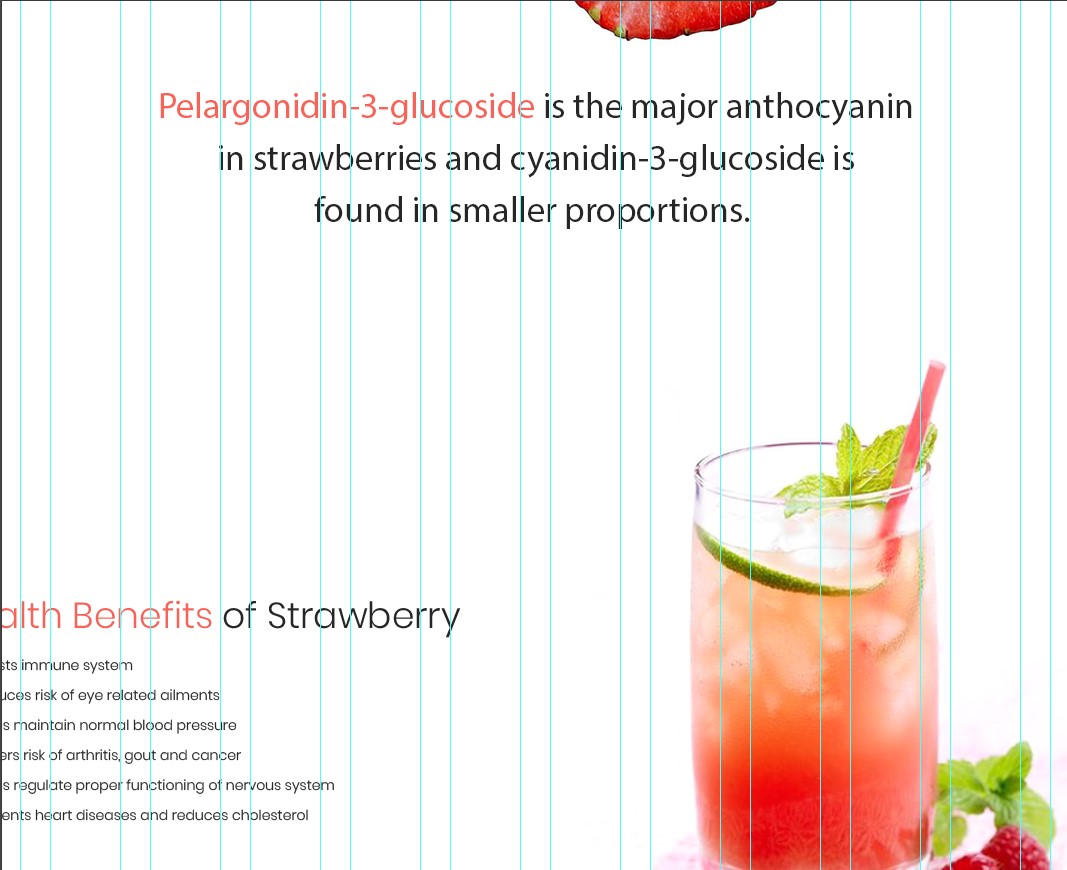 Pelargonidin-3-glucoside is the major anthocyanin
in strawberries and cyanidin-3-glucoside is
found in smaller proportions.
alth Benefits of Strawberry
sts immune system
uces risk of eye related ailments
s maintain normal blood pressure
ers risk of arthritis, gout and cancer
s regulate proper functioning of nervous system
ents heart diseases and reduces cholesterol